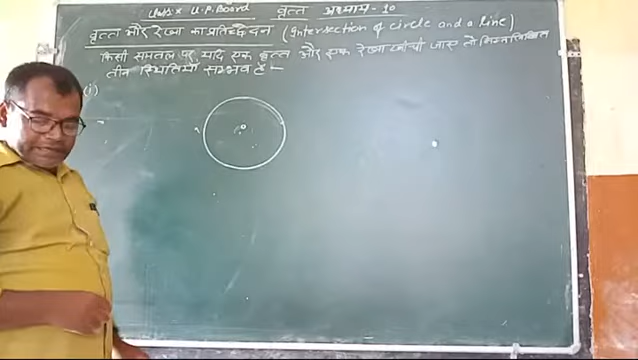 U.P. Board वृत्त अध्याय - 10
वृत्त और रेखा का प्रतिच्छेदन (Intersection of circle and a line)
किसी समतल पर यदि एक वृत्त और एक रेखा खींची जाए तो निम्नलिखित
तीन स्थितियाँ सम्भव हैं -
(i)
O